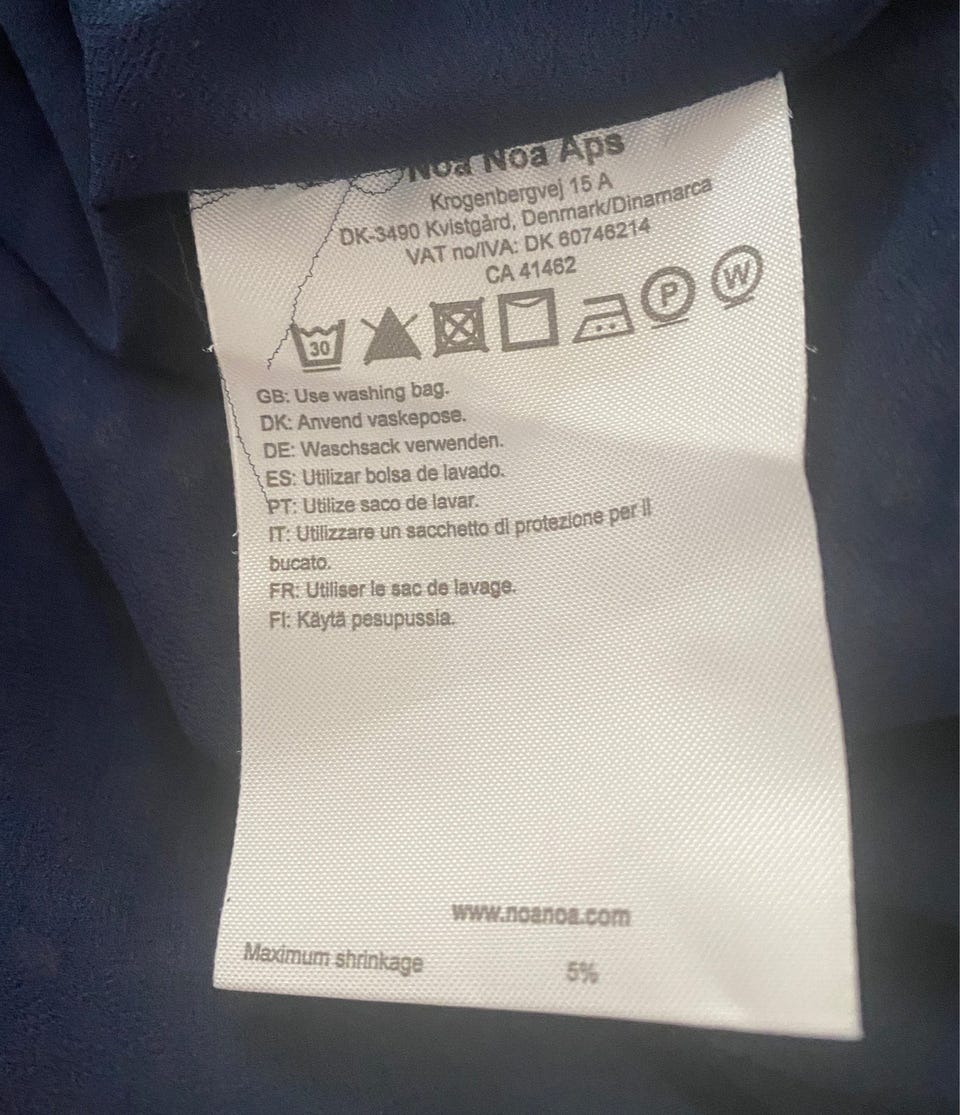 Noa Noa Aps
Krogenbergvej 15 A
DK-3490 Kvistgård, Denmark/Dinamarca
VAT no/IVA: DK 60746214
CA 41462
30 P W
GB: Use washing bag.
DK: Anvend vaskepose.
DE: Waschsack verwenden.
ES: Utilizar bolsa de lavado.
PT: Utilize saco de lavar.
IT: Utilizzare un sacchetto di protezione per il
bucato.
FR: Utiliser le sac de lavage.
FI: Käytä pesupussia.
www.noanoa.com
Maximum shrinkage 5%